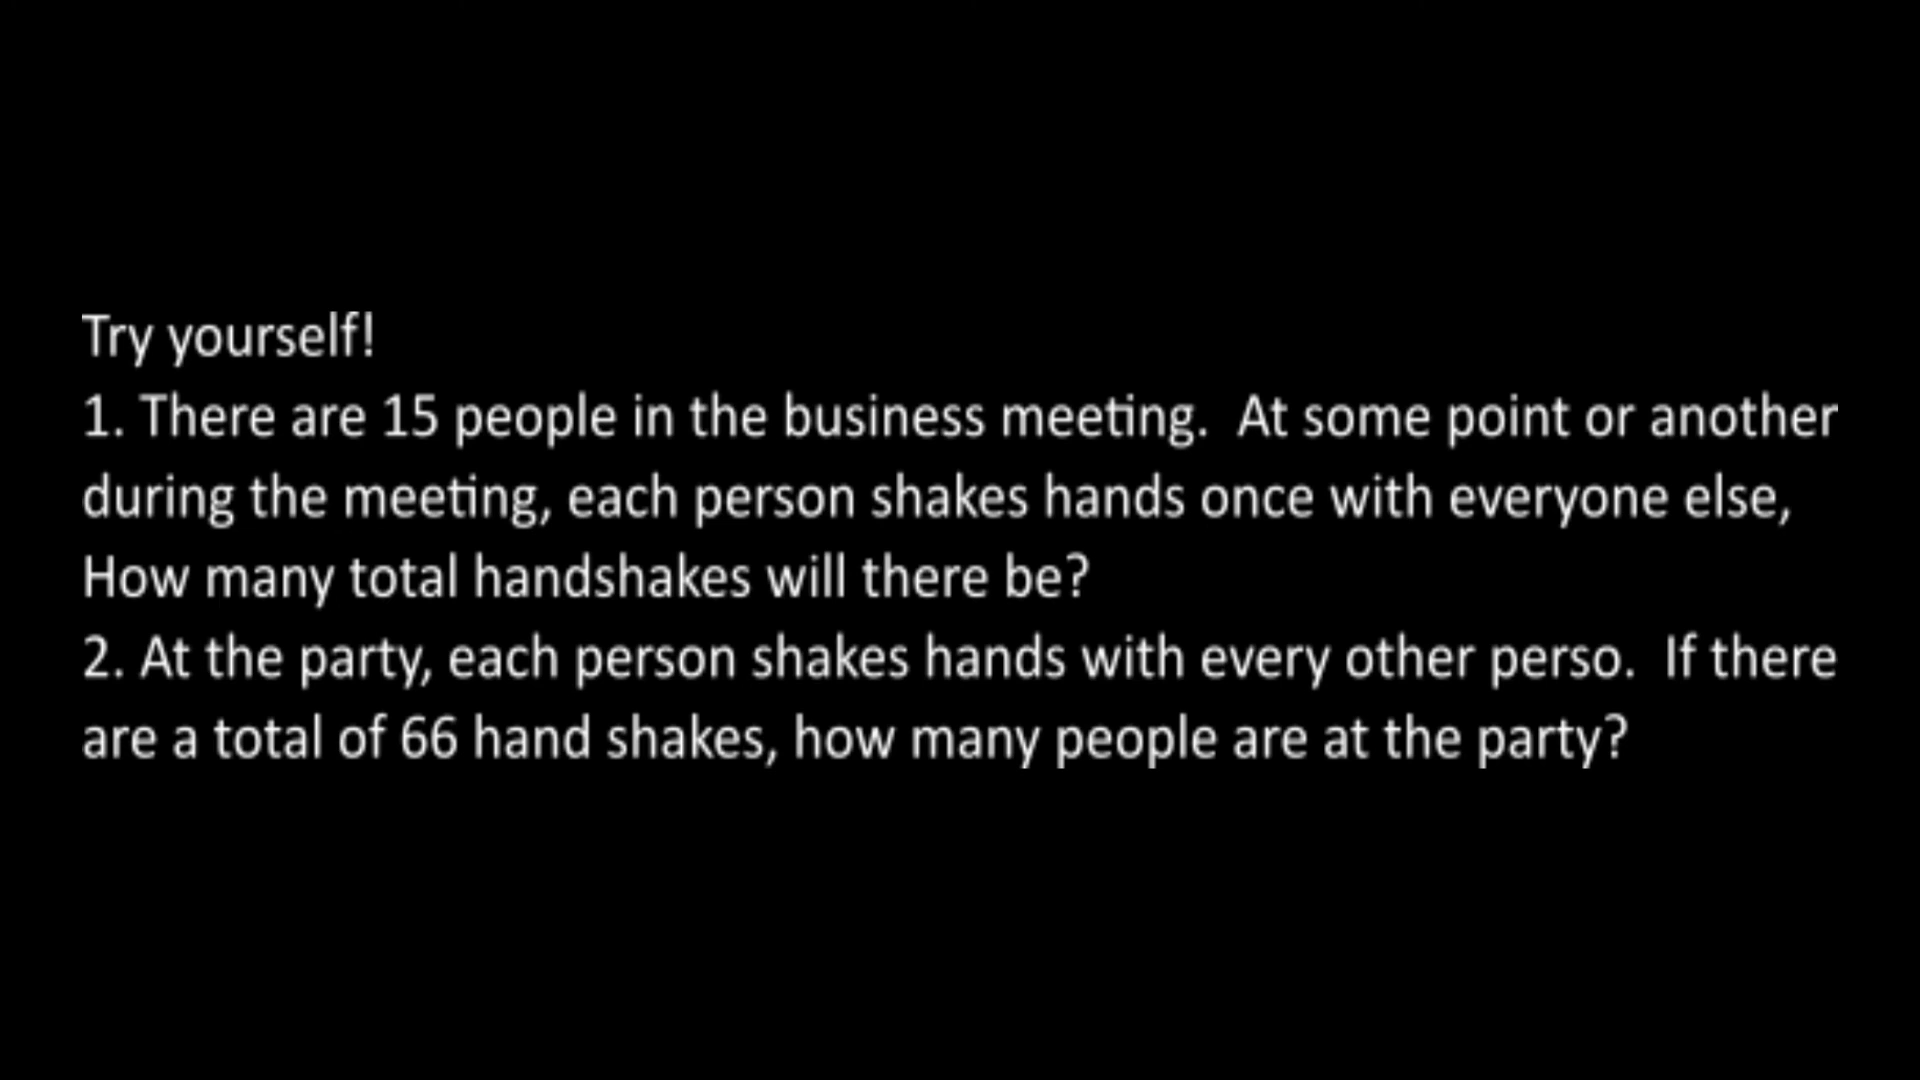 Try yourself!
1. There are 15 people in the business meeting.  At some point or another
during the meeting, each person shakes hands once with everyone else,
How many total handshakes will there be?
2. At the party, each person shakes hands with every other perso.  If there
are a total of 66 hand shakes, how many people are at the party?